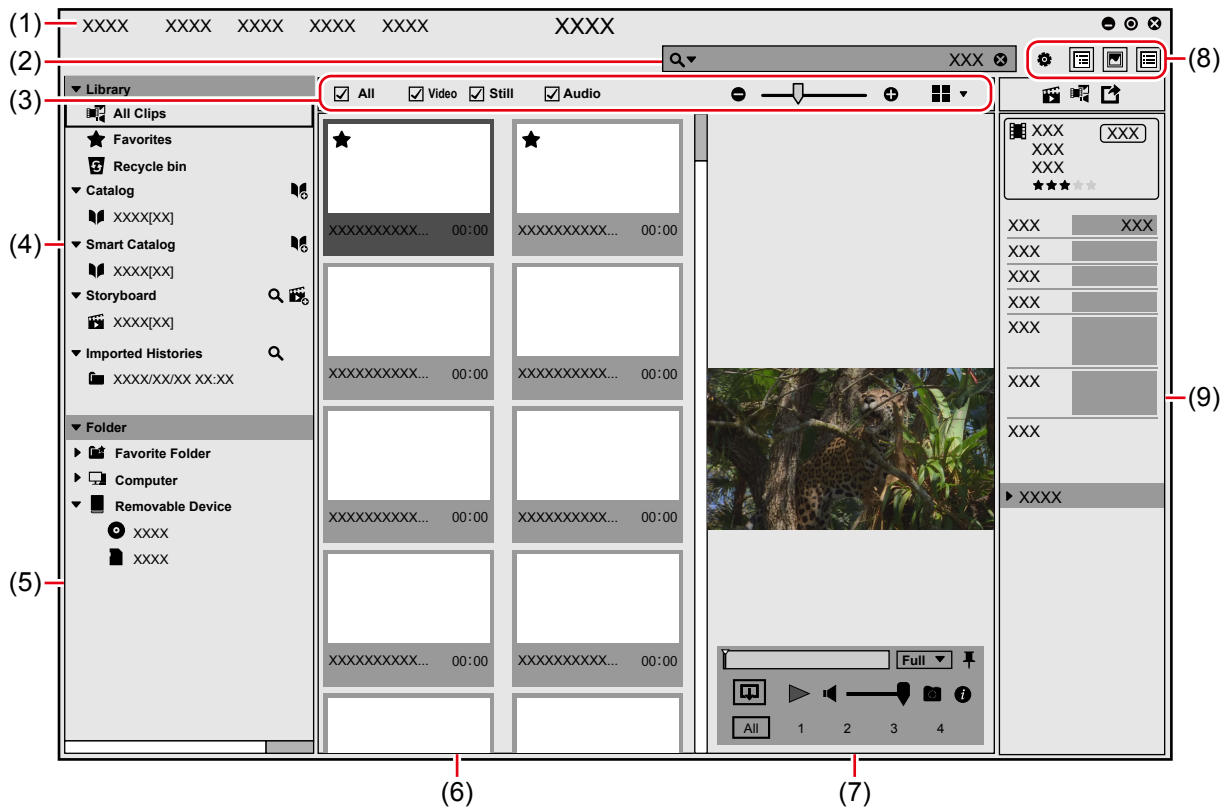 (1)
XXXX XXXX XXXX XXXX XXXX XXXX
(2)
XXX
(8)
(3)
Library
All Video Still Audio
All Clips
Favorites
Recycle bin
Catalog
XXXX[XX]
(4)
Smart Catalog
XXXX[XX]
Storyboard
XXXX[XX]
Imported Histories
XXXX/XX/XX XX:XX
Folder
Favorite Folder
Computer
Removable Device
XXXX
XXXX
(5)
XXXXXXXXXX... 00:00 XXXXXXXXXX... 00:00
XXXXXXXXXX... 00:00 XXXXXXXXXX... 00:00
XXXXXXXXXX... 00:00 XXXXXXXXXX... 00:00
XXXXXXXXXX... 00:00 XXXXXXXXXX... 00:00
(6)
Full
All 1 2 3 4
(7)
XXX XXX
XXX
XXX
XXX XXX
XXX
XXX
XXX
XXX
XXX
(9)
XXX
XXXX